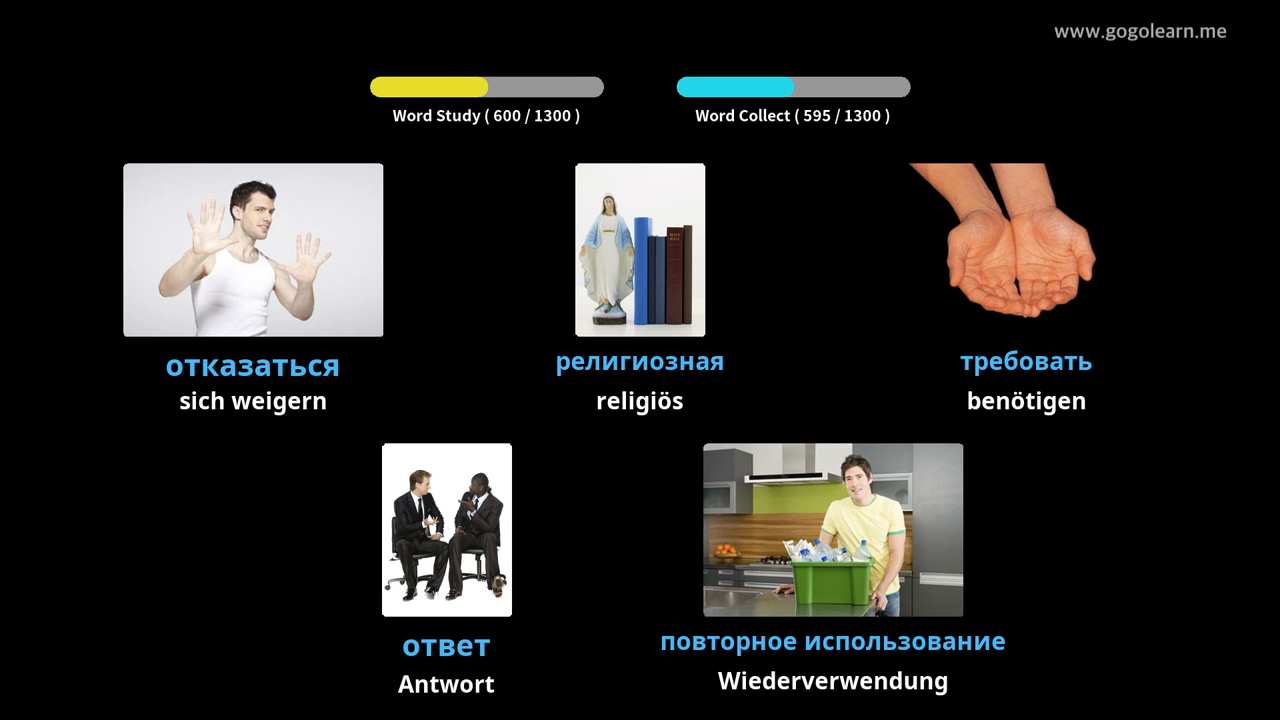 www.gogolearn.me
Word Study ( 600 / 1300 )
Word Collect ( 595 / 1300 )
отказаться
sich weigern
религиозная
religiös
требовать
benötigen
ответ
Antwort
повторное использование
Wiederverwendung